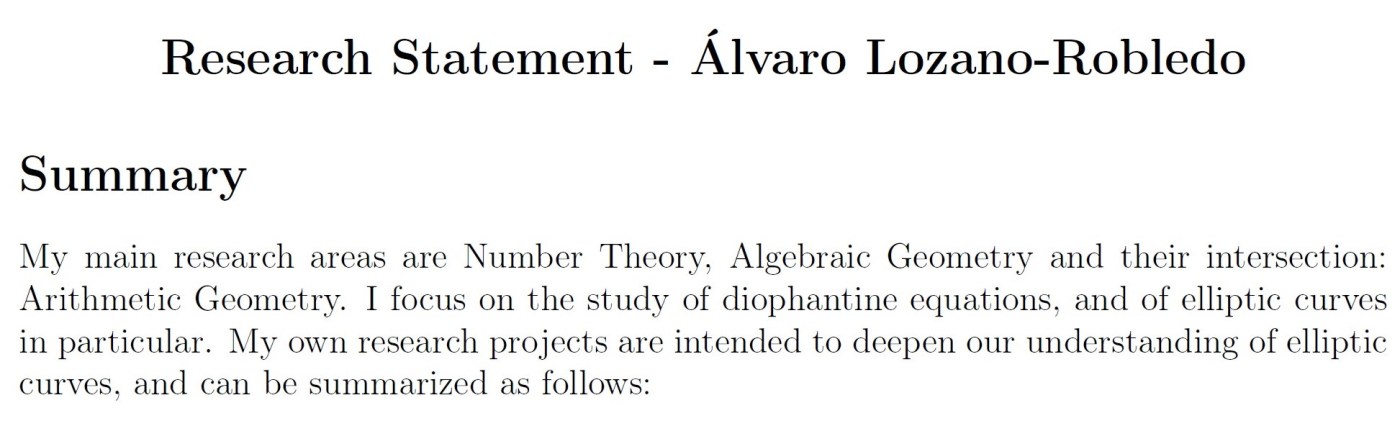 Research Statement - Álvaro Lozano-Robledo
Summary
My main research areas are Number Theory, Algebraic Geometry and their intersection:
Arithmetic Geometry. I focus on the study of diophantine equations, and of elliptic curves
in particular. My own research projects are intended to deepen our understanding of elliptic
curves, and can be summarized as follows: